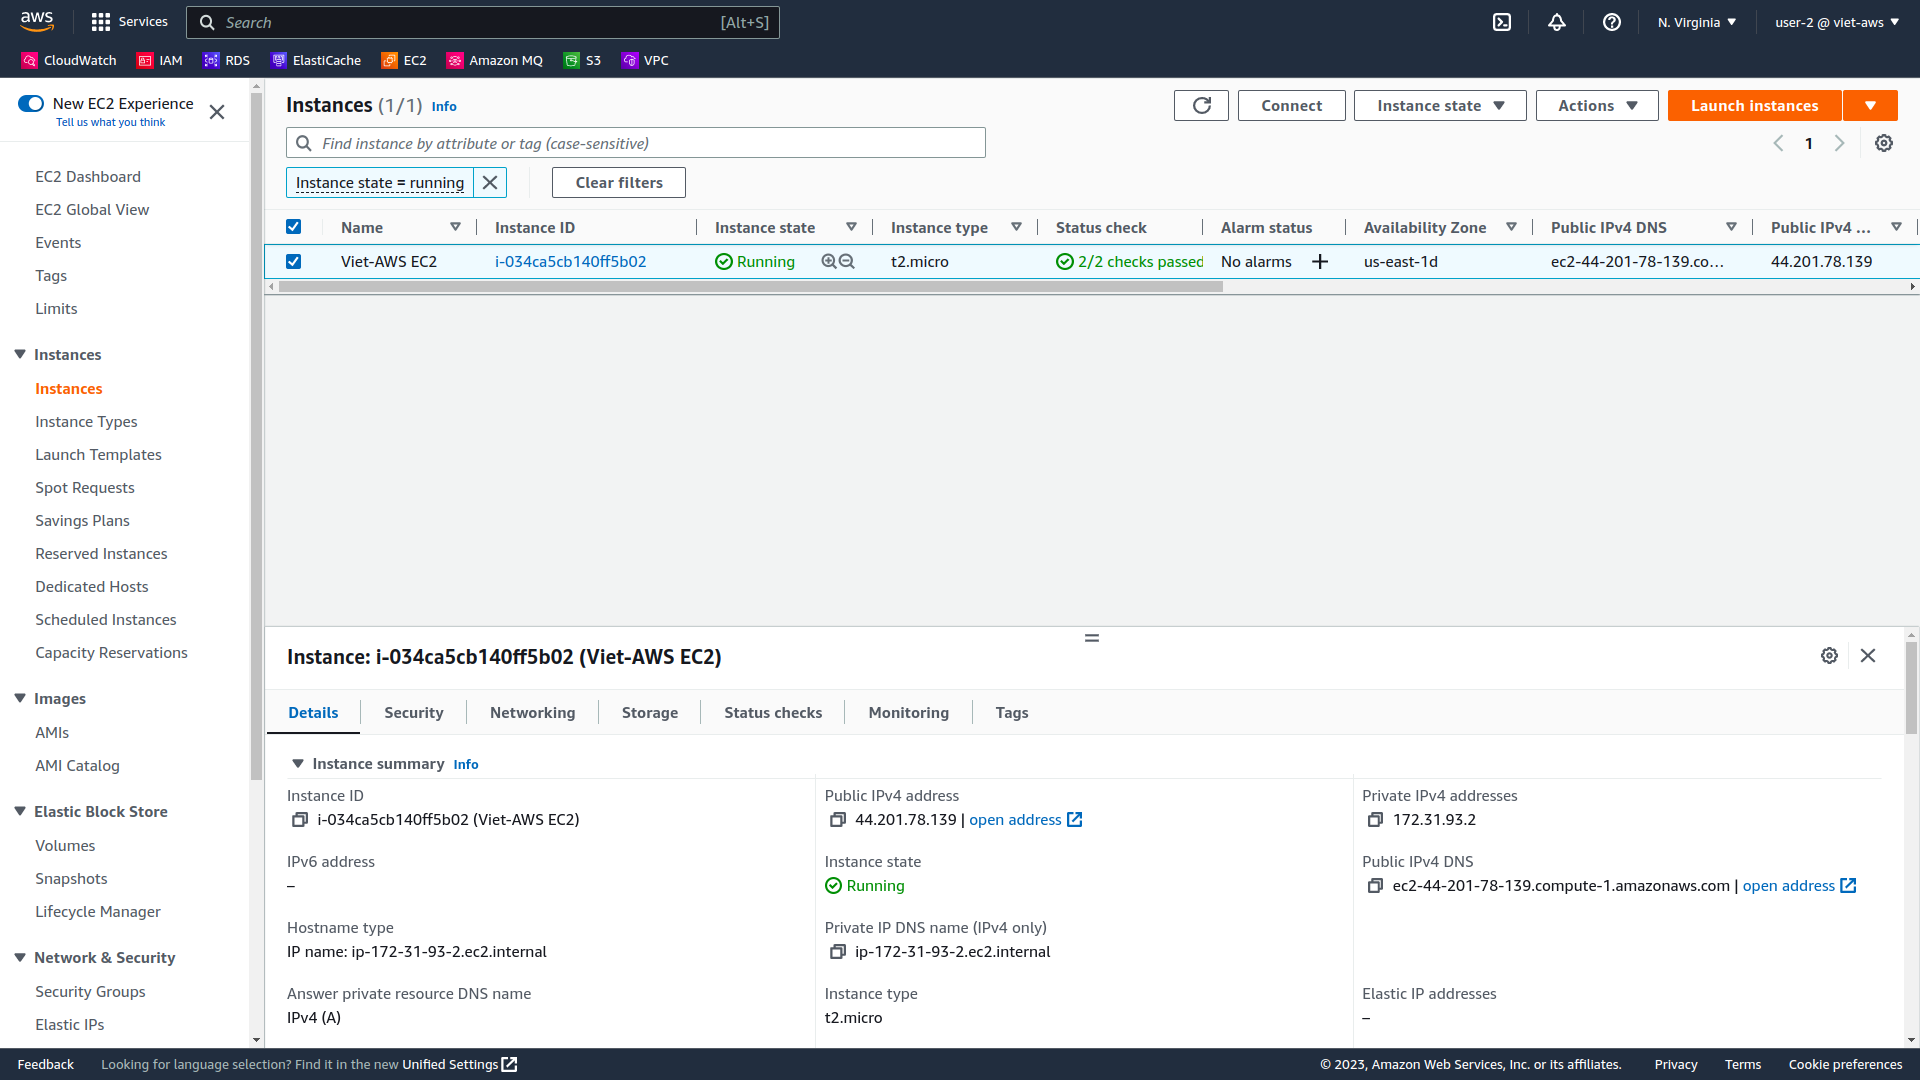 aws
Services
Search
[Alt+S]
N. Virginia
user-2 @ viet-aws
CloudWatch
IAM
RDS
ElastiCache
EC2
Amazon MQ
S3
VPC
New EC2 Experience
Tell us what you think
EC2 Dashboard
EC2 Global View
Events
Tags
Limits
Instances
Instances
Instance Types
Launch Templates
Spot Requests
Savings Plans
Reserved Instances
Dedicated Hosts
Scheduled Instances
Capacity Reservations
Images
AMIs
AMI Catalog
Elastic Block Store
Volumes
Snapshots
Lifecycle Manager
Network & Security
Security Groups
Elastic IPs
Instances (1/1) Info
Connect
Instance state
Actions
Launch instances
Find instance by attribute or tag (case-sensitive)
1
Instance state = running
Clear filters
Name
Instance ID
Instance state
Instance type
Status check
Alarm status
Availability Zone
Public IPv4 DNS
Public IPv4 ...
Viet-AWS EC2
i-034ca5cb140ff5b02
Running
t2.micro
2/2 checks passed
No alarms
us-east-1d
ec2-44-201-78-139.co...
44.201.78.139
Instance: i-034ca5cb140ff5b02 (Viet-AWS EC2)
Details
Security
Networking
Storage
Status checks
Monitoring
Tags
Instance summary Info
Instance ID
i-034ca5cb140ff5b02 (Viet-AWS EC2)
Public IPv4 address
44.201.78.139 | open address
Private IPv4 addresses
172.31.93.2
IPv6 address
–
Instance state
Running
Public IPv4 DNS
ec2-44-201-78-139.compute-1.amazonaws.com | open address
Hostname type
IP name: ip-172-31-93-2.ec2.internal
Private IP DNS name (IPv4 only)
ip-172-31-93-2.ec2.internal
Answer private resource DNS name
IPv4 (A)
Instance type
t2.micro
Elastic IP addresses
–
Feedback
Looking for language selection? Find it in the new Unified Settings
© 2023, Amazon Web Services, Inc. or its affiliates.
Privacy
Terms
Cookie preferences